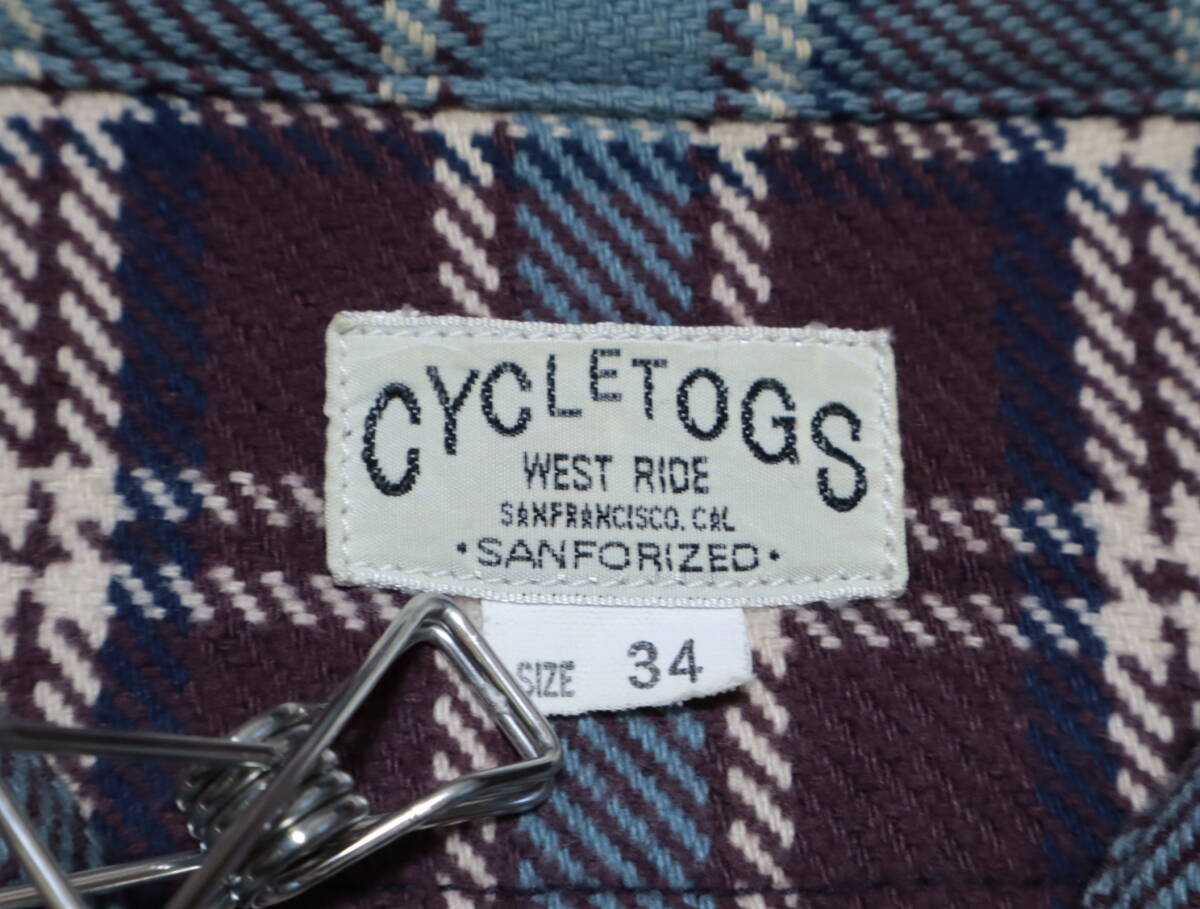 CYCLETOGS
WEST RIDE
SANFRANCISCO. CAL
• SANFORIZED •
SIZE 34